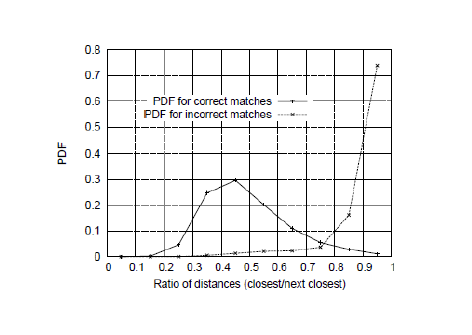 0.8
0.7
0.6
0.5
0.4
0.3
0.2
0.1
0
PDF
PDF for correct matches
PDF for incorrect matches
0 0.1 0.2 0.3 0.4 0.5 0.6 0.7 0.8 0.9 1
Ratio of distances (closest/next closest)